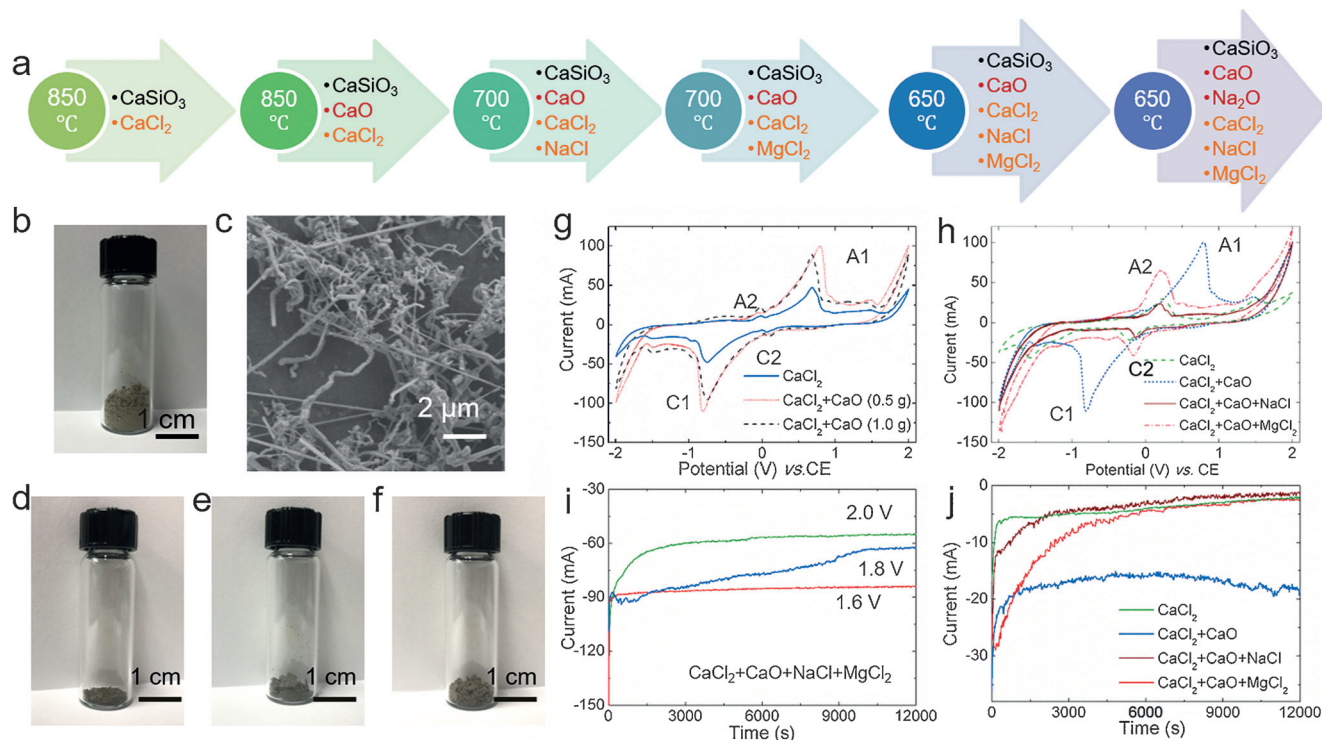 a
850
℃
•CaSiO₃
•CaCl₂
850
℃
•CaSiO₃
•CaO
•CaCl₂
700
℃
•CaSiO₃
•CaO
•CaCl₂
•NaCl
700
℃
•CaSiO₃
•CaO
•CaCl₂
•MgCl₂
650
℃
•CaSiO₃
•CaO
•CaCl₂
•NaCl
•MgCl₂
650
℃
•CaSiO₃
•CaO
•Na₂O
•CaCl₂
•NaCl
•MgCl₂
b
1 cm
c
2 μm
d
1 cm
e
1 cm
f
1 cm
g
Current (mA)
100
50
0
-50
-100
-150
A1
A2
C2
C1
CaCl₂
CaCl₂+CaO (0.5 g)
CaCl₂+CaO (1.0 g)
-2 -1 0 1 2
Potential (V) vs.CE
h
Current (mA)
100
50
0
-50
-100
-150
A2
A1
C2
C1
CaCl₂
CaCl₂+CaO
CaCl₂+CaO+NaCl
CaCl₂+CaO+MgCl₂
-2 -1 0 1 2
Potential (V) vs. CE
i
Current (mA)
-30
-60
-90
-120
-150
2.0 V
1.8 V
1.6 V
CaCl₂+CaO+NaCl+MgCl₂
0 3000 6000 9000 12000
Time (s)
j
Current (mA)
0
-10
-20
-30
CaCl₂
CaCl₂+CaO
CaCl₂+CaO+NaCl
CaCl₂+CaO+MgCl₂
0 3000 6000 9000 12000
Time (s)